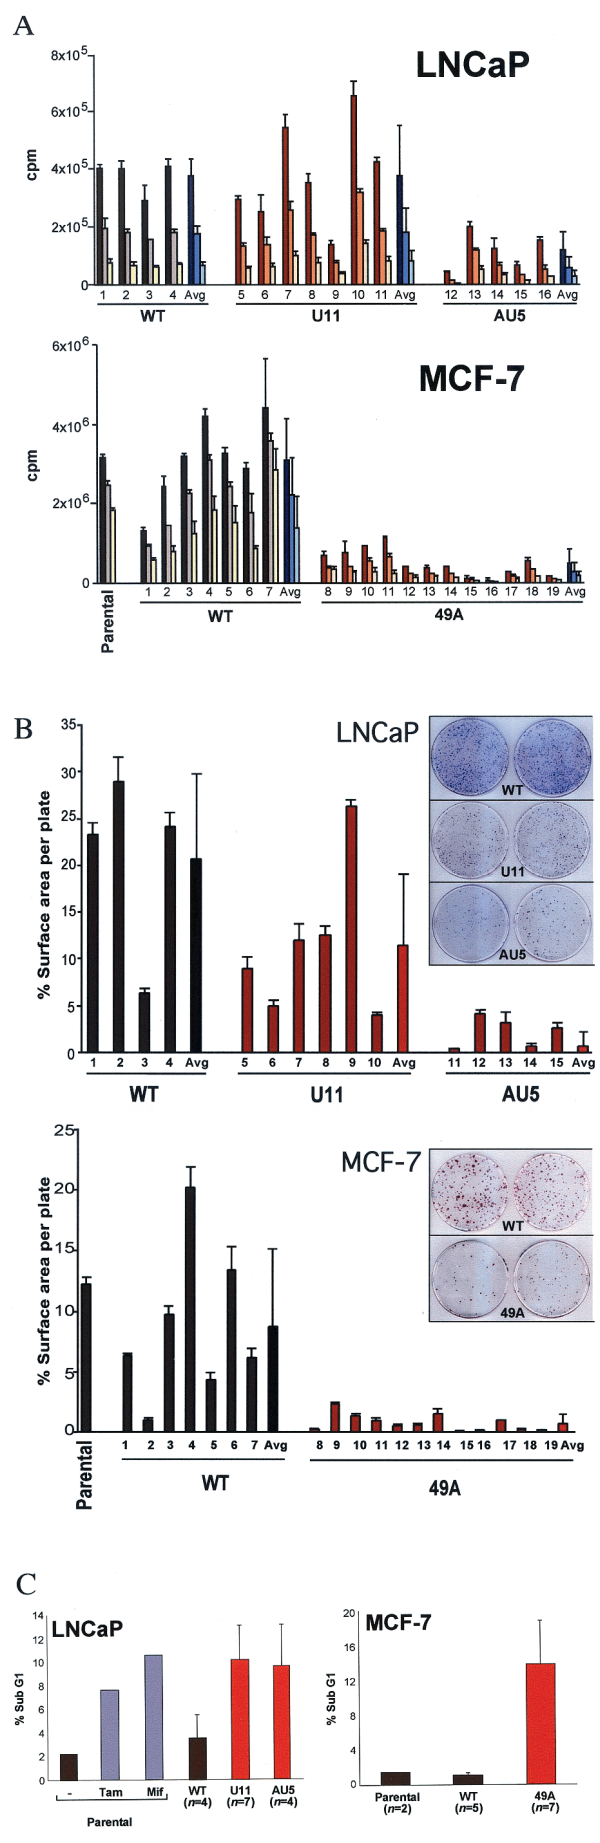 A
LNCaP
8x10⁵
6x10⁵
4x10⁵
2x10⁵
0
cpm
1 2 3 4 Avg
5 6 7 8 9 10 11 Avg
12 13 14 15 16 Avg
WT
U11
AU5
MCF-7
6x10⁶
4x10⁶
2x10⁶
0
cpm
Parental
1 2 3 4 5 6 7 Avg
8 9 10 11 12 13 14 15 16 17 18 19 Avg
WT
49A
B
LNCaP
35
30
25
20
15
10
5
0
% Surface area per plate
WT
U11
AU5
1 2 3 4 Avg
5 6 7 8 9 10 Avg
11 12 13 14 15 Avg
WT
U11
AU5
MCF-7
25
20
15
10
5
0
% Surface area per plate
WT
49A
Parental
1 2 3 4 5 6 7 Avg
8 9 10 11 12 13 14 15 16 17 18 19 Avg
WT
49A
C
LNCaP
14
12
10
8
6
4
2
0
% Sub G1
- Tam Mif
Parental
WT
(n=4)
U11
(n=7)
AU5
(n=4)
MCF-7
20
16
12
8
4
0
% Sub G1
Parental
(n=2)
WT
(n=5)
49A
(n=7)